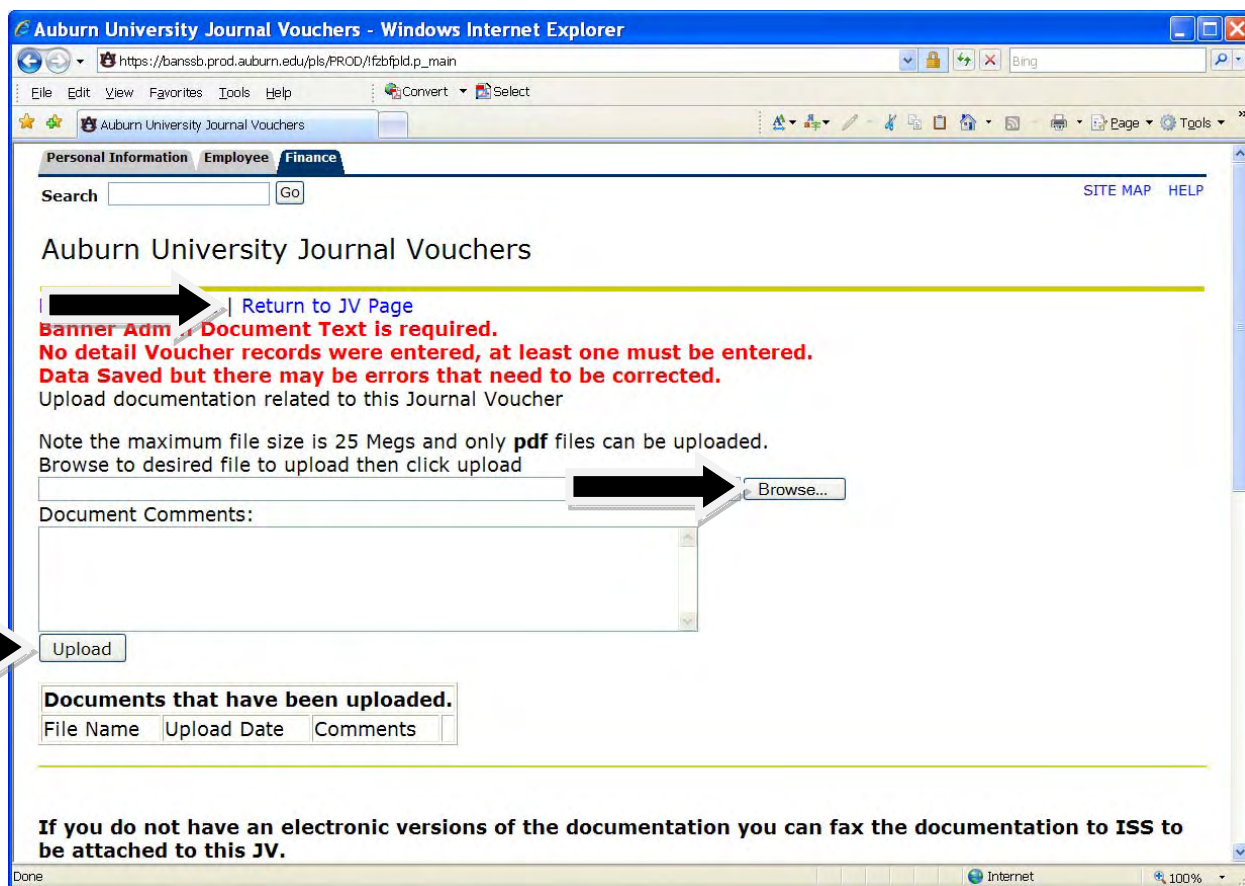 Auburn University Journal Vouchers - Windows Internet Explorer
https://banssb.prod.auburn.edu/pls/PROD/!fzbfpld.p_main
Bing
File Edit View Favorites Tools Help
Convert Select
Auburn University Journal Vouchers
Page Tools
Personal Information Employee Finance
Search Go
SITE MAP HELP
Auburn University Journal Vouchers
| Return to JV Page
Banner Document Text is required.
No detail Voucher records were entered, at least one must be entered.
Data Saved but there may be errors that need to be corrected.
Upload documentation related to this Journal Voucher
Note the maximum file size is 25 Megs and only pdf files can be uploaded.
Browse to desired file to upload then click upload
Browse...
Document Comments:
Upload
Documents that have been uploaded.
File Name Upload Date Comments
If you do not have an electronic versions of the documentation you can fax the documentation to ISS to
be attached to this JV.
Done
Internet
100%